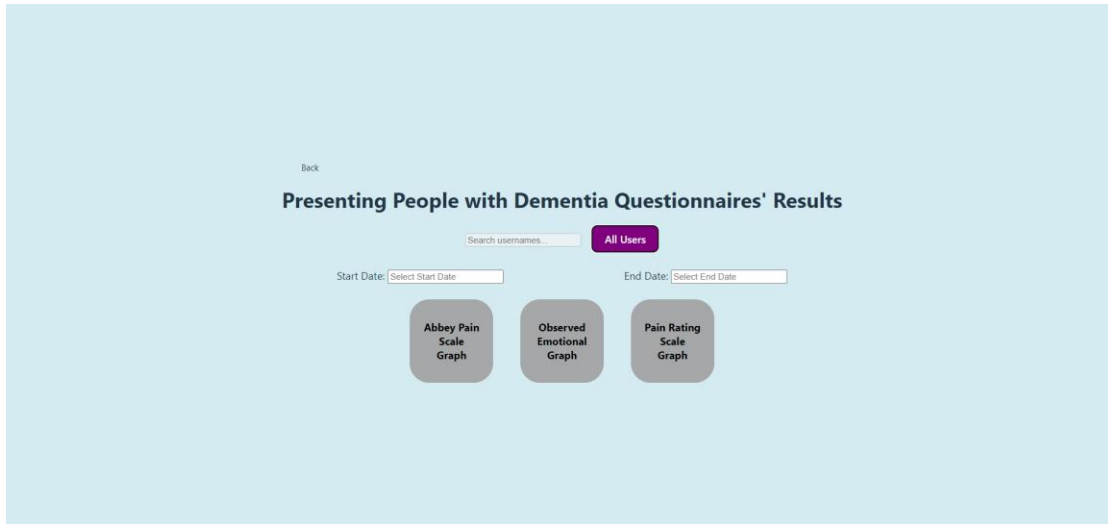 Back
Presenting People with Dementia Questionnaires' Results
Search usernames... All Users
Start Date: Select Start Date End Date: Select End Date
Abbey Pain
Scale
Graph
Observed
Emotional
Graph
Pain Rating
Scale
Graph